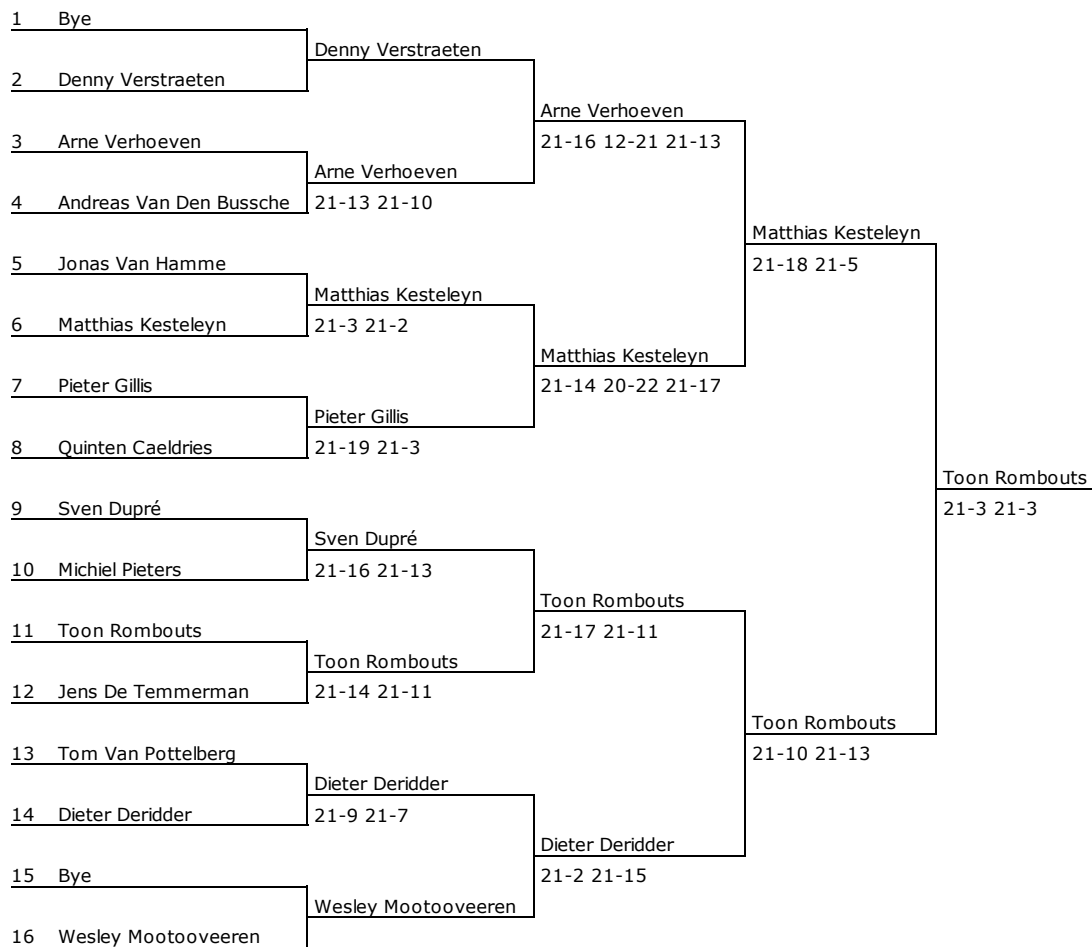 1 Bye
Denny Verstraeten
2 Denny Verstraeten
Arne Verhoeven
3 Arne Verhoeven
21-16 12-21 21-13
Arne Verhoeven
4 Andreas Van Den Bussche
21-13 21-10
Matthias Kesteleyn
5 Jonas Van Hamme
21-18 21-5
Matthias Kesteleyn
6 Matthias Kesteleyn
21-3 21-2
Matthias Kesteleyn
7 Pieter Gillis
21-14 20-22 21-17
Pieter Gillis
8 Quinten Caeldries
21-19 21-3
Toon Rombouts
9 Sven Dupré
21-3 21-3
Sven Dupré
10 Michiel Pieters
21-16 21-13
Toon Rombouts
11 Toon Rombouts
21-17 21-11
Toon Rombouts
12 Jens De Temmerman
21-14 21-11
Toon Rombouts
13 Tom Van Pottelberg
21-10 21-13
Dieter Deridder
14 Dieter Deridder
21-9 21-7
Dieter Deridder
15 Bye
21-2 21-15
Wesley Mootooveeren
16 Wesley Mootooveeren